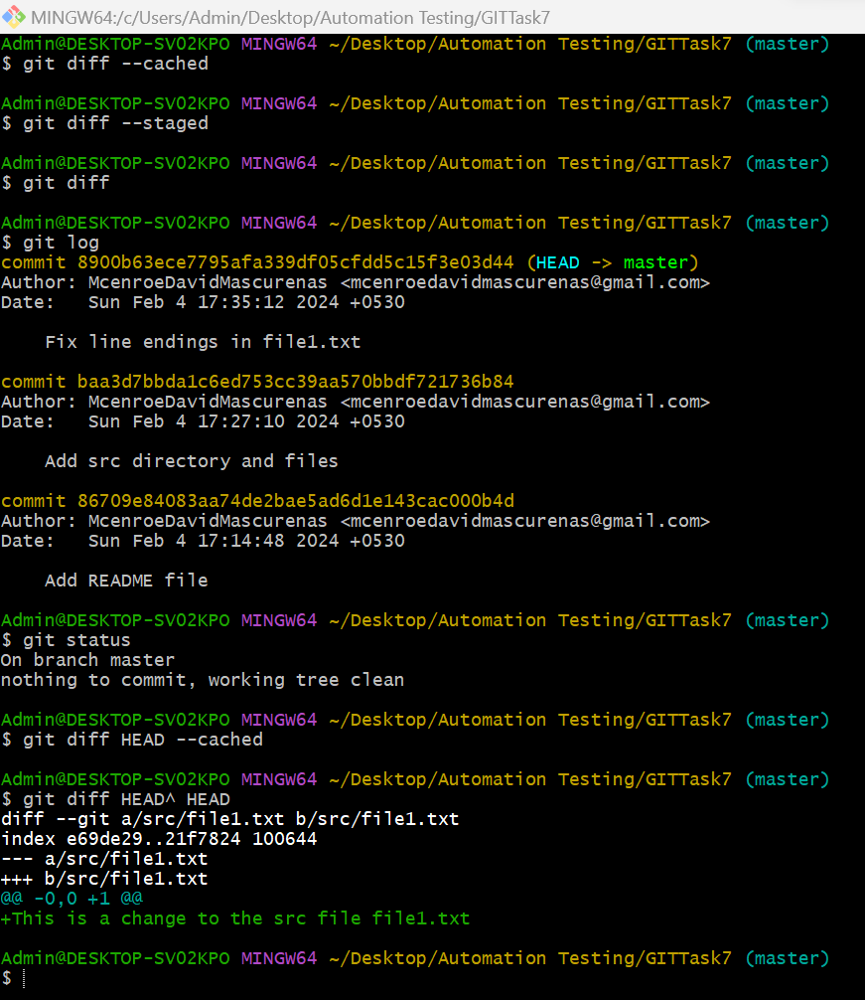 MINGW64:/c/Users/Admin/Desktop/Automation Testing/GITTask7
Admin@DESKTOP-SV02KPO MINGW64 ~/Desktop/Automation Testing/GITTask7 (master)
$ git diff --cached
Admin@DESKTOP-SV02KPO MINGW64 ~/Desktop/Automation Testing/GITTask7 (master)
$ git diff --staged
Admin@DESKTOP-SV02KPO MINGW64 ~/Desktop/Automation Testing/GITTask7 (master)
$ git diff
Admin@DESKTOP-SV02KPO MINGW64 ~/Desktop/Automation Testing/GITTask7 (master)
$ git log
commit 8900b63ece7795afa339df05cfdd5c15f3e03d44 (HEAD -> master)
Author: McenroeDavidMascurenas <mcenroedavidmascurenas@gmail.com>
Date:   Sun Feb 4 17:35:12 2024 +0530
Fix line endings in file1.txt
commit baa3d7bbda1c6ed753cc39aa570bbdf721736b84
Author: McenroeDavidMascurenas <mcenroedavidmascurenas@gmail.com>
Date:   Sun Feb 4 17:27:10 2024 +0530
Add src directory and files
commit 86709e84083aa74de2bae5ad6d1e143cac000b4d
Author: McenroeDavidMascurenas <mcenroedavidmascurenas@gmail.com>
Date:   Sun Feb 4 17:14:48 2024 +0530
Add README file
Admin@DESKTOP-SV02KPO MINGW64 ~/Desktop/Automation Testing/GITTask7 (master)
$ git status
On branch master
nothing to commit, working tree clean
Admin@DESKTOP-SV02KPO MINGW64 ~/Desktop/Automation Testing/GITTask7 (master)
$ git diff HEAD --cached
Admin@DESKTOP-SV02KPO MINGW64 ~/Desktop/Automation Testing/GITTask7 (master)
$ git diff HEAD^ HEAD
diff --git a/src/file1.txt b/src/file1.txt
index e69de29..21f7824 100644
--- a/src/file1.txt
+++ b/src/file1.txt
@@ -0,0 +1 @@
+This is a change to the src file file1.txt
Admin@DESKTOP-SV02KPO MINGW64 ~/Desktop/Automation Testing/GITTask7 (master)
$